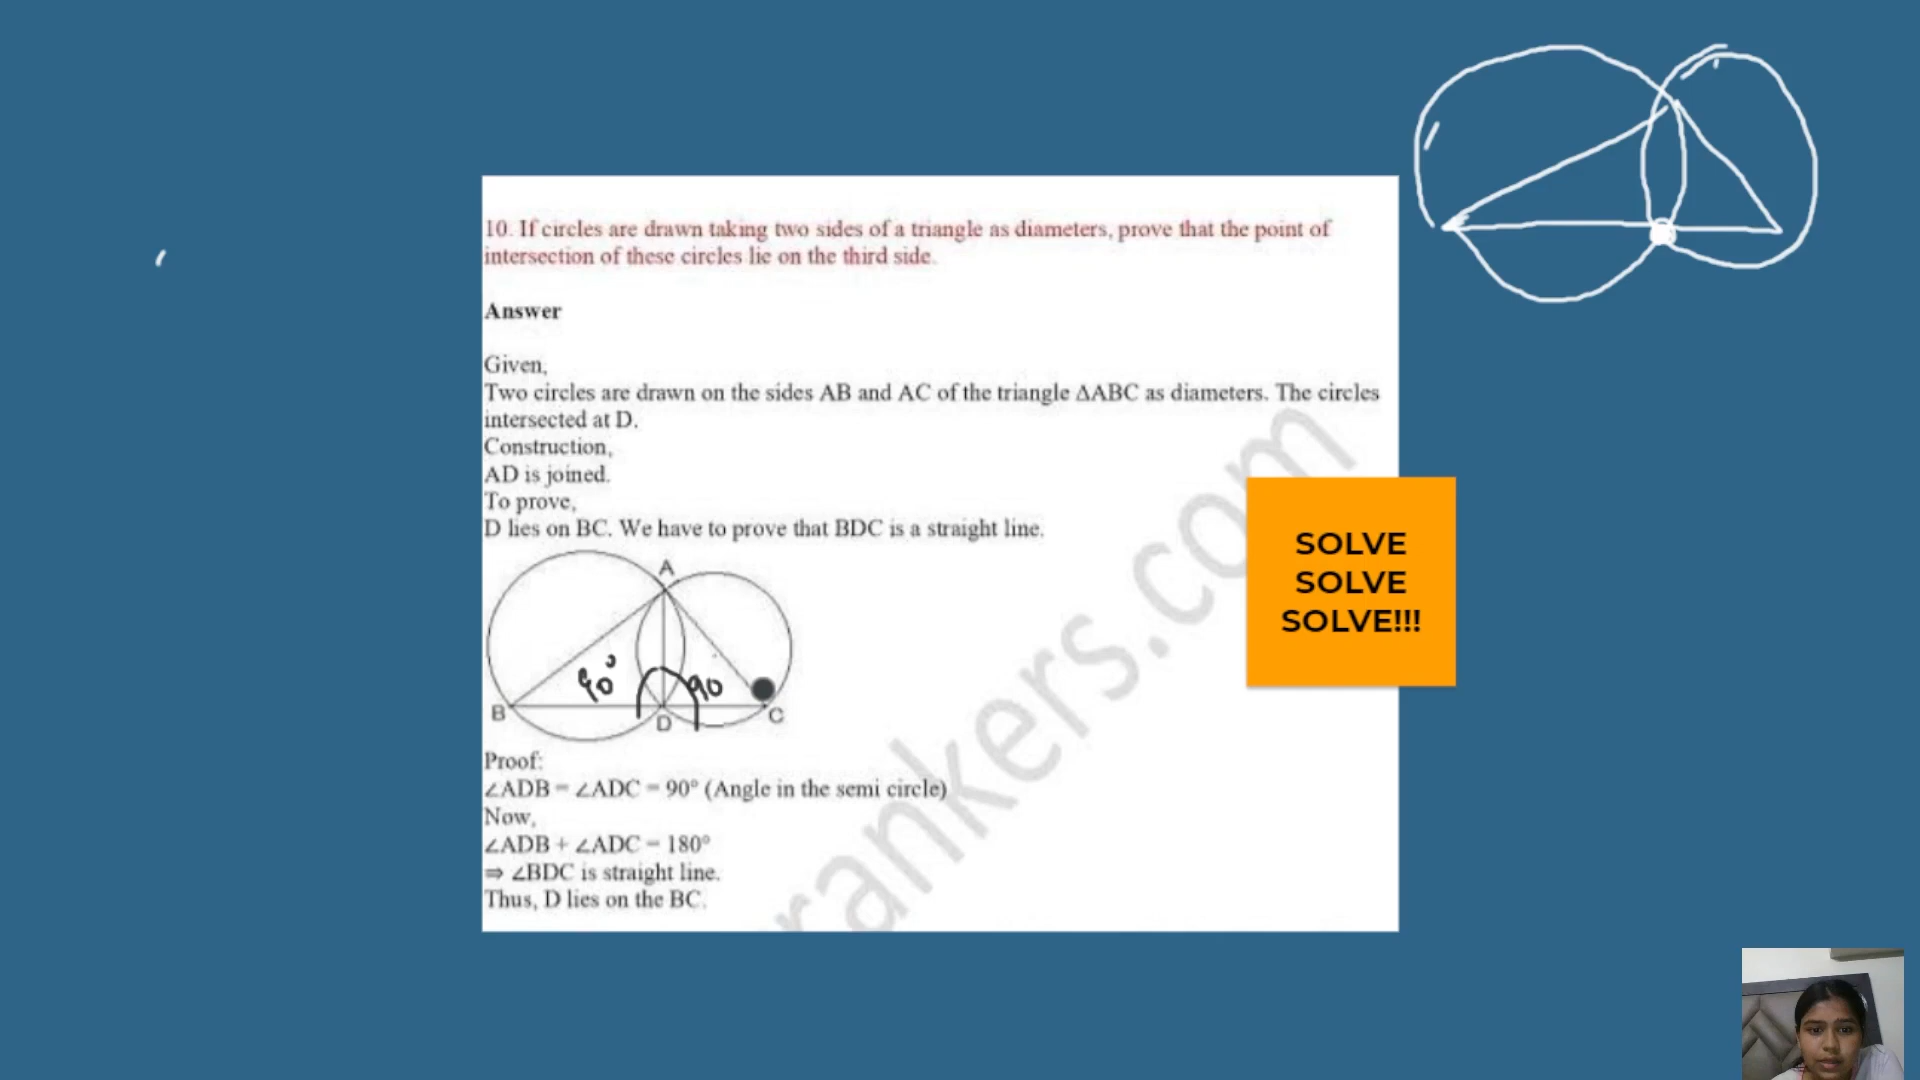 10. If circles are drawn taking two sides of a triangle as diameters, prove that the point of
intersection of these circles lie on the third side.
Answer
Given,
Two circles are drawn on the sides AB and AC of the triangle ΔABC as diameters. The circles
intersected at D.
Construction,
AD is joined.
To prove,
D lies on BC. We have to prove that BDC is a straight line.
A
90° 90
B D C
Proof:
∠ADB = ∠ADC = 90° (Angle in the semi circle)
Now,
∠ADB + ∠ADC = 180°
⇒ ∠BDC is straight line.
Thus, D lies on the BC.
rankers.com
SOLVE
SOLVE
SOLVE!!!